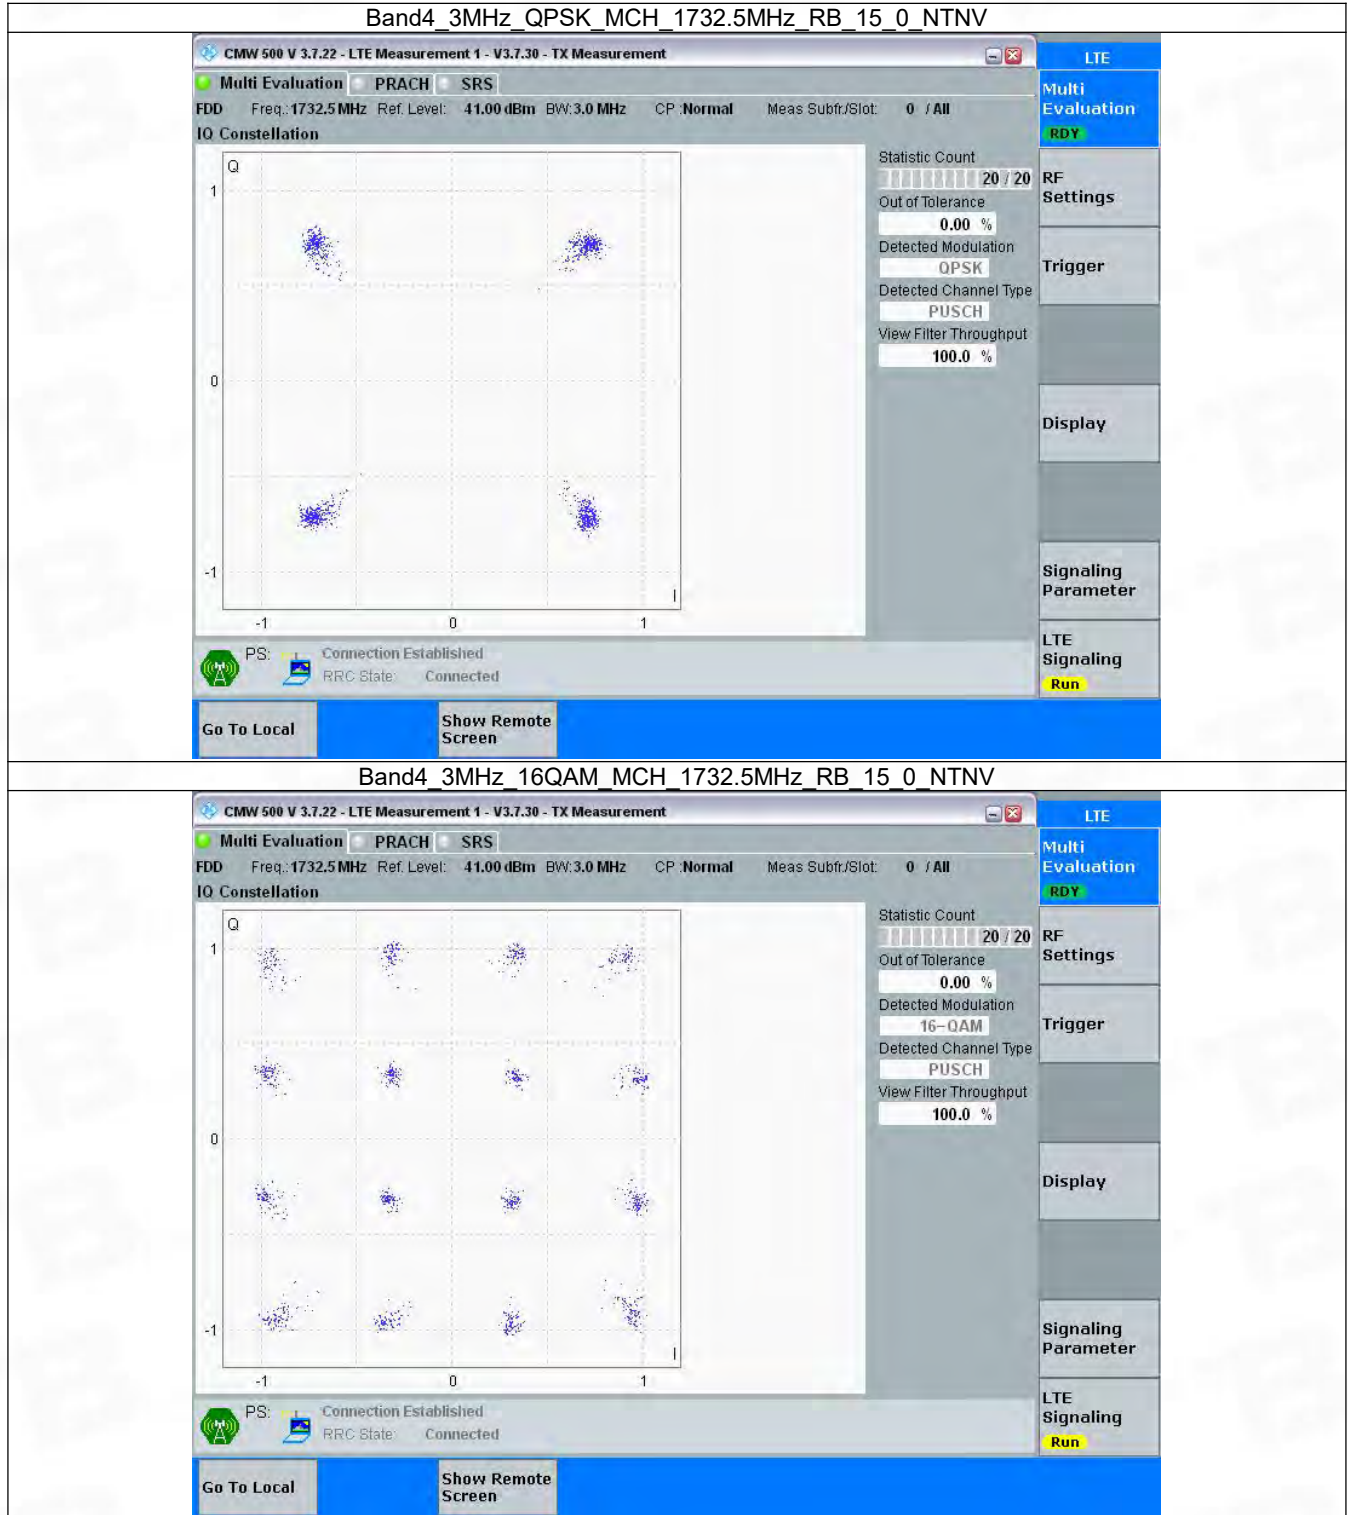 Band4_3MHz_QPSK_MCH_1732.5MHz_RB_15_0_NTNV
CMW 500 V 3.7.22 - LTE Measurement 1 - V3.7.30 - TX Measurement
LTE
Multi Evaluation PRACH SRS
Multi
Evaluation
RDY
FDD Freq.: 1732.5 MHz Ref. Level: 41.00 dBm BW: 3.0 MHz CP : Normal Meas Subfr./Slot: 0 / All
IQ Constellation
Q
1
0
-1
I
-1 0 1
Statistic Count
20 / 20
Out of Tolerance
0.00 %
Detected Modulation
QPSK
Detected Channel Type
PUSCH
View Filter Throughput
100.0 %
RF
Settings
Trigger
Display
Signaling
Parameter
LTE
Signaling
Run
PS: Connection Established
RRC State: Connected
Go To Local
Show Remote
Screen
Band4_3MHz_16QAM_MCH_1732.5MHz_RB_15_0_NTNV
CMW 500 V 3.7.22 - LTE Measurement 1 - V3.7.30 - TX Measurement
LTE
Multi Evaluation PRACH SRS
Multi
Evaluation
RDY
FDD Freq.: 1732.5 MHz Ref. Level: 41.00 dBm BW: 3.0 MHz CP : Normal Meas Subfr./Slot: 0 / All
IQ Constellation
Q
1
0
-1
I
-1 0 1
Statistic Count
20 / 20
Out of Tolerance
0.00 %
Detected Modulation
16-QAM
Detected Channel Type
PUSCH
View Filter Throughput
100.0 %
RF
Settings
Trigger
Display
Signaling
Parameter
LTE
Signaling
Run
PS: Connection Established
RRC State: Connected
Go To Local
Show Remote
Screen